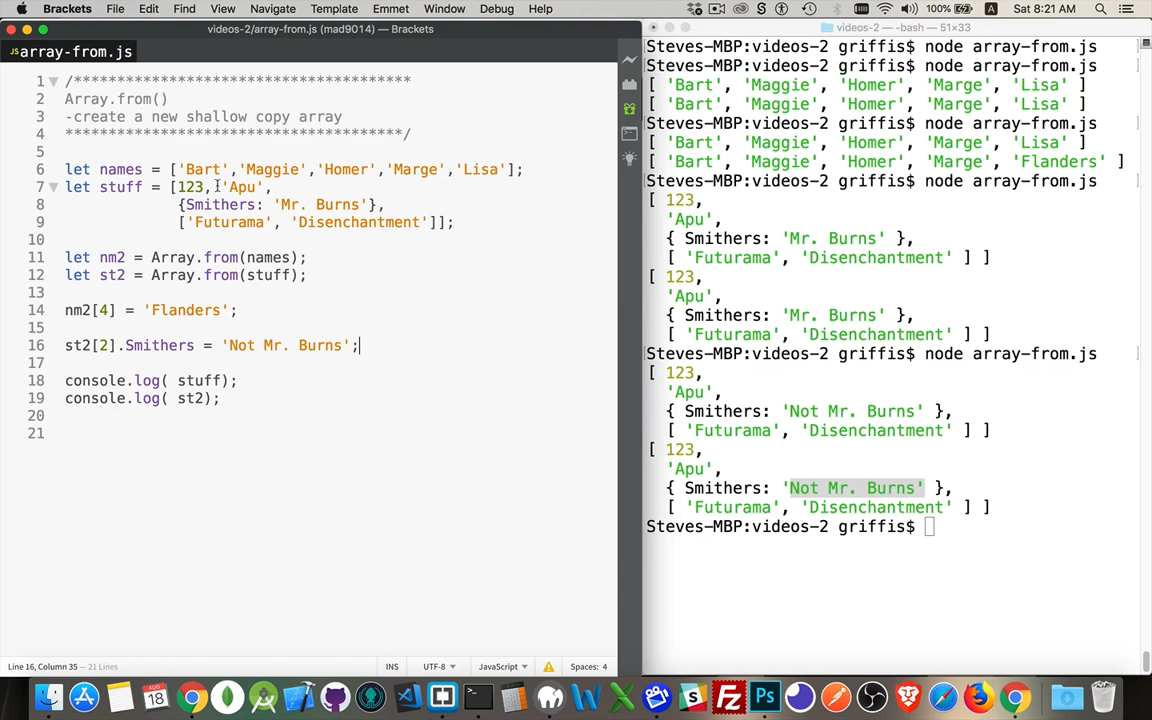 Brackets File Edit Find View Navigate Template Emmet Window Debug Help 100% A Sat 8:21 AM
videos-2/array-from.js (mad9014) — Brackets
videos-2 — -bash — 51×33
JS array-from.js
1 /**************************************
2 Array.from()
3 -create a new shallow copy array
4 ***************************************/
5
6 let names = ['Bart','Maggie','Homer','Marge','Lisa'];
7 let stuff = [123,'Apu',
8 {Smithers: 'Mr. Burns'},
9 ['Futurama', 'Disenchantment']];
10
11 let nm2 = Array.from(names);
12 let st2 = Array.from(stuff);
13
14 nm2[4] = 'Flanders';
15
16 st2[2].Smithers = 'Not Mr. Burns';
17
18 console.log( stuff);
19 console.log( st2);
20
21
Steves-MBP:videos-2 griffis$ node array-from.js
Steves-MBP:videos-2 griffis$ node array-from.js
[ 'Bart', 'Maggie', 'Homer', 'Marge', 'Lisa' ]
[ 'Bart', 'Maggie', 'Homer', 'Marge', 'Lisa' ]
Steves-MBP:videos-2 griffis$ node array-from.js
[ 'Bart', 'Maggie', 'Homer', 'Marge', 'Lisa' ]
[ 'Bart', 'Maggie', 'Homer', 'Marge', 'Flanders' ]
Steves-MBP:videos-2 griffis$ node array-from.js
[ 123,
'Apu',
{ Smithers: 'Mr. Burns' },
[ 'Futurama', 'Disenchantment' ] ]
[ 123,
'Apu',
{ Smithers: 'Mr. Burns' },
[ 'Futurama', 'Disenchantment' ] ]
Steves-MBP:videos-2 griffis$ node array-from.js
[ 123,
'Apu',
{ Smithers: 'Not Mr. Burns' },
[ 'Futurama', 'Disenchantment' ] ]
[ 123,
'Apu',
{ Smithers: 'Not Mr. Burns' },
[ 'Futurama', 'Disenchantment' ] ]
Steves-MBP:videos-2 griffis$
Line 16, Column 35 — 21 Lines INS UTF-8 JavaScript Spaces: 4
AUG
18